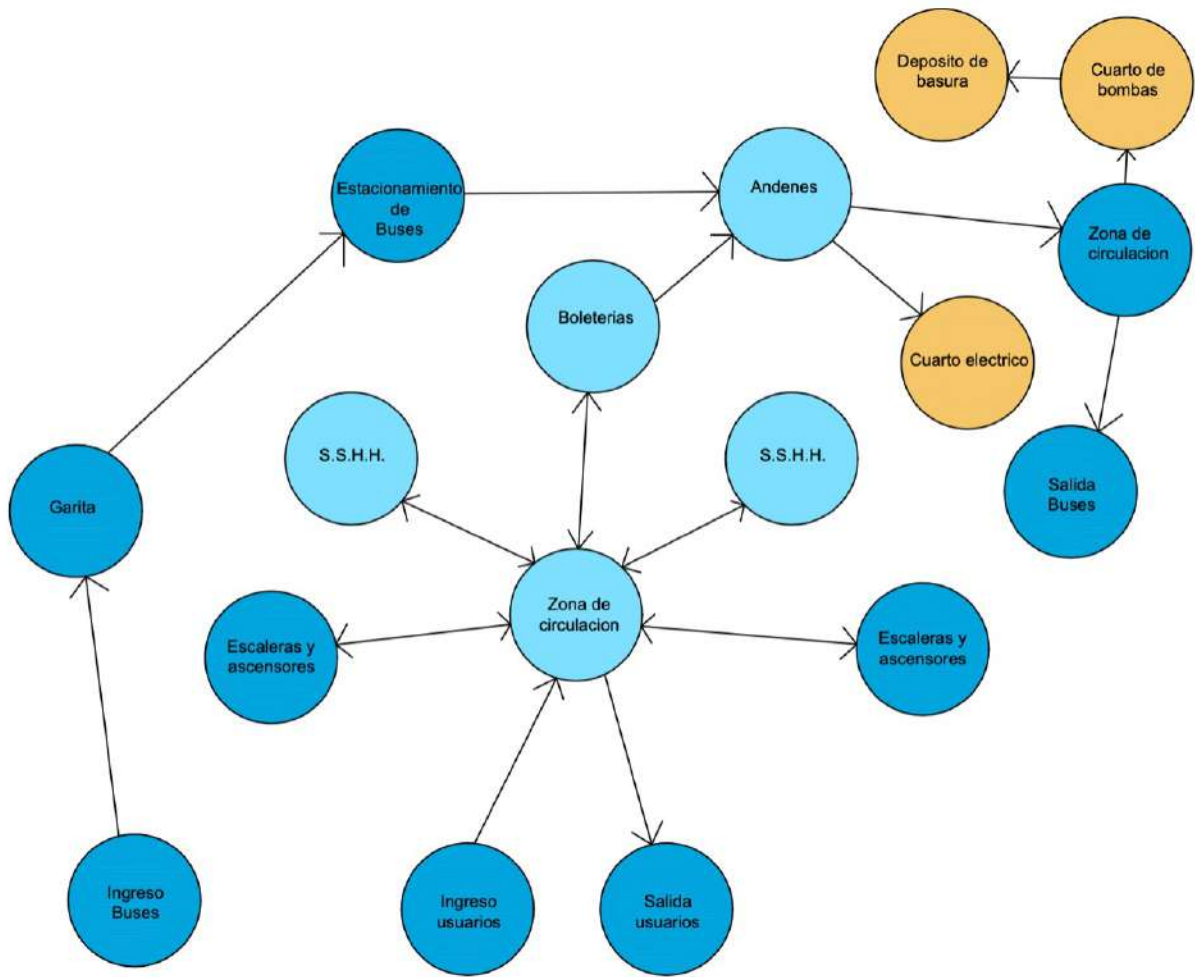 Deposito de
basura
Cuarto de
bombas
Estacionamiento
de
Buses
Andenes
Zona de
circulacion
Boleterias
Cuarto electrico
S.S.H.H.
S.S.H.H.
Garita
Salida
Buses
Zona de
circulacion
Escaleras y
ascensores
Escaleras y
ascensores
Ingreso
Buses
Ingreso
usuarios
Salida
usuarios